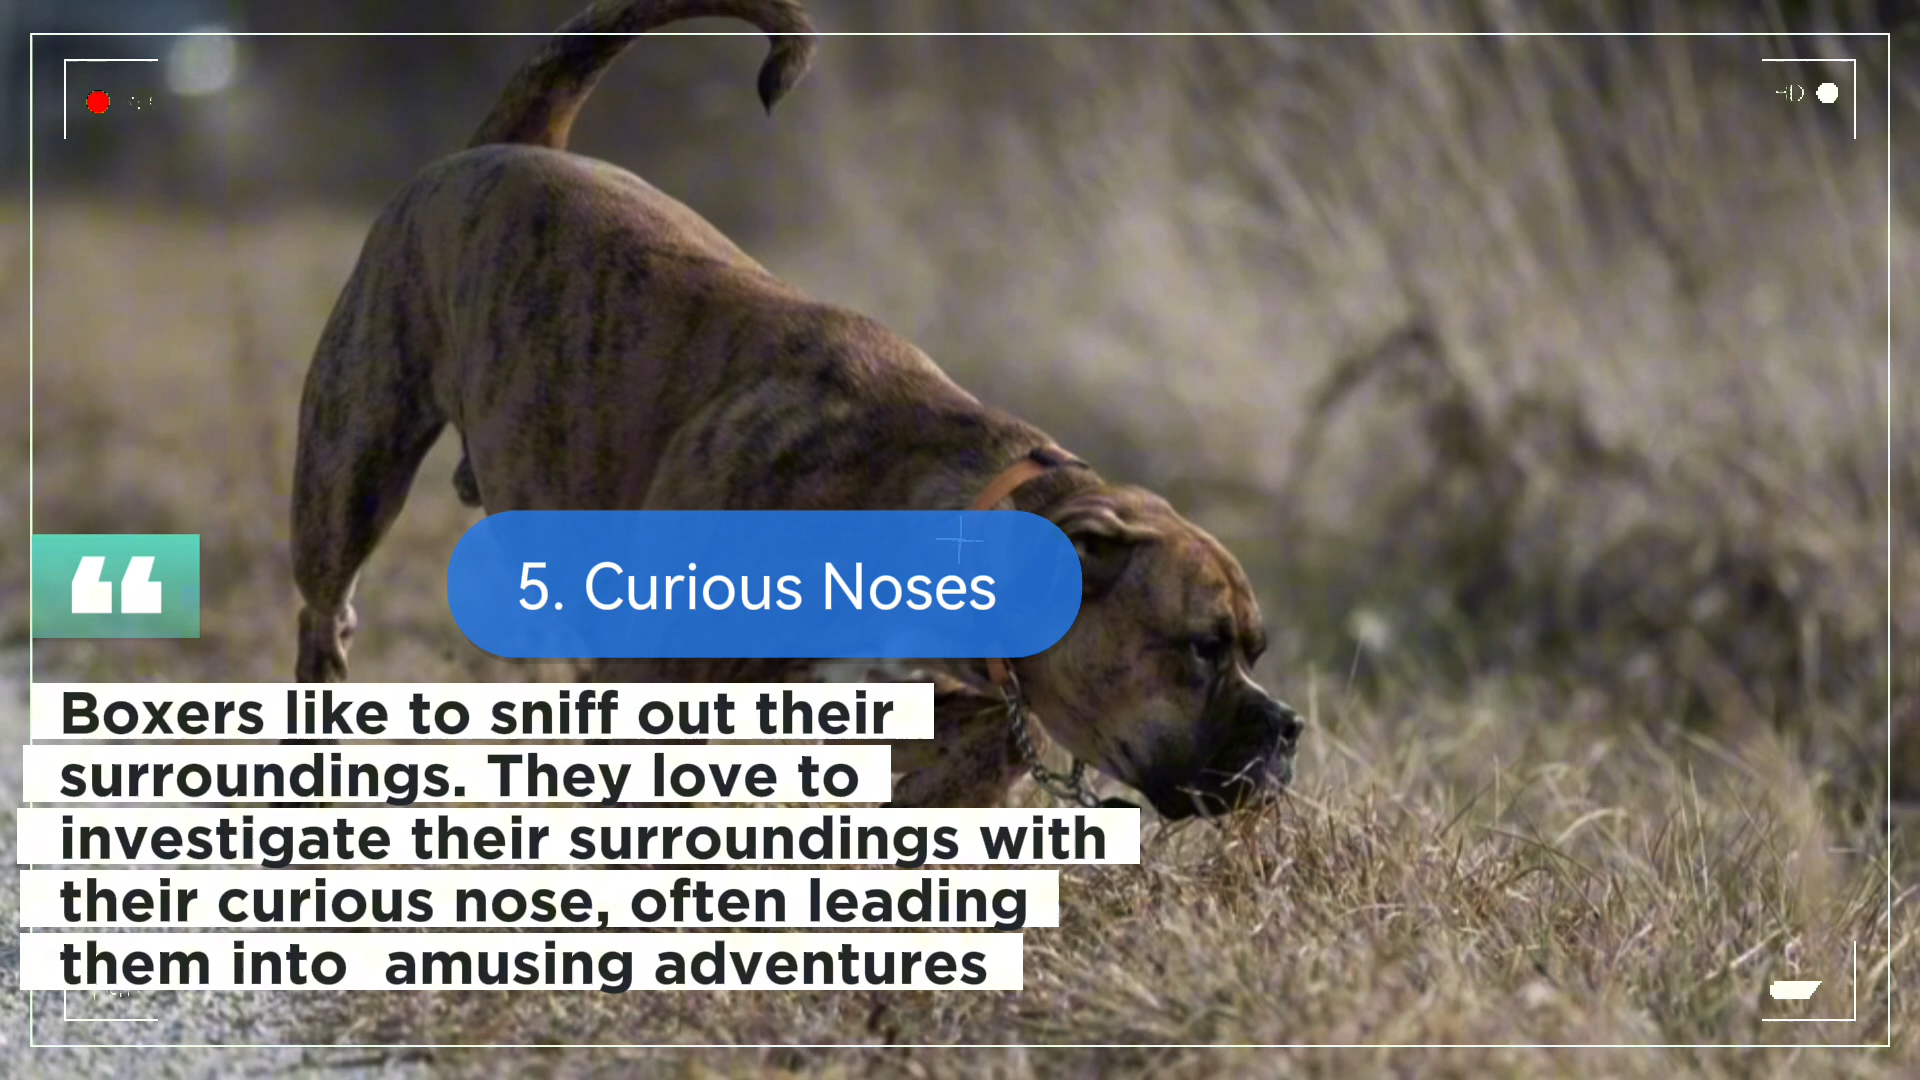 5. Curious Noses
“
Boxers like to sniff out their
surroundings. They love to
investigate their surroundings with
their curious nose, often leading
them into  amusing adventures